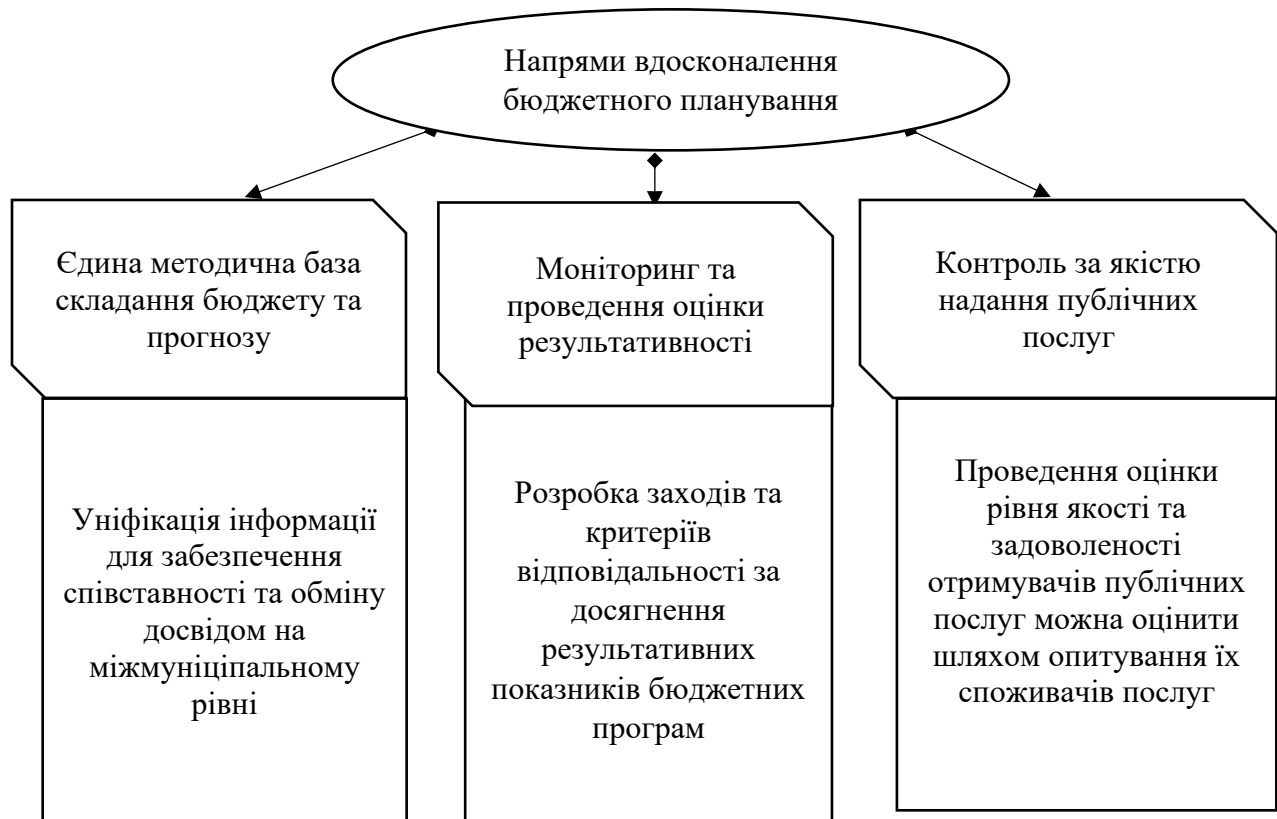 Напрями вдосконалення
бюджетного планування
Єдина методична база
складання бюджету та
прогнозу
Моніторинг та
проведення оцінки
результативності
Контроль за якістю
надання публічних
послуг
Уніфікація інформації
для забезпечення
співставності та обміну
досвідом на
міжмуніціпальному
рівні
Розробка заходів та
критеріїв
відповідальності за
досягнення
результативних
показників бюджетних
програм
Проведення оцінки
рівня якості та
задоволеності
отримувачів публічних
послуг можна оцінити
шляхом опитування їх
споживачів послуг